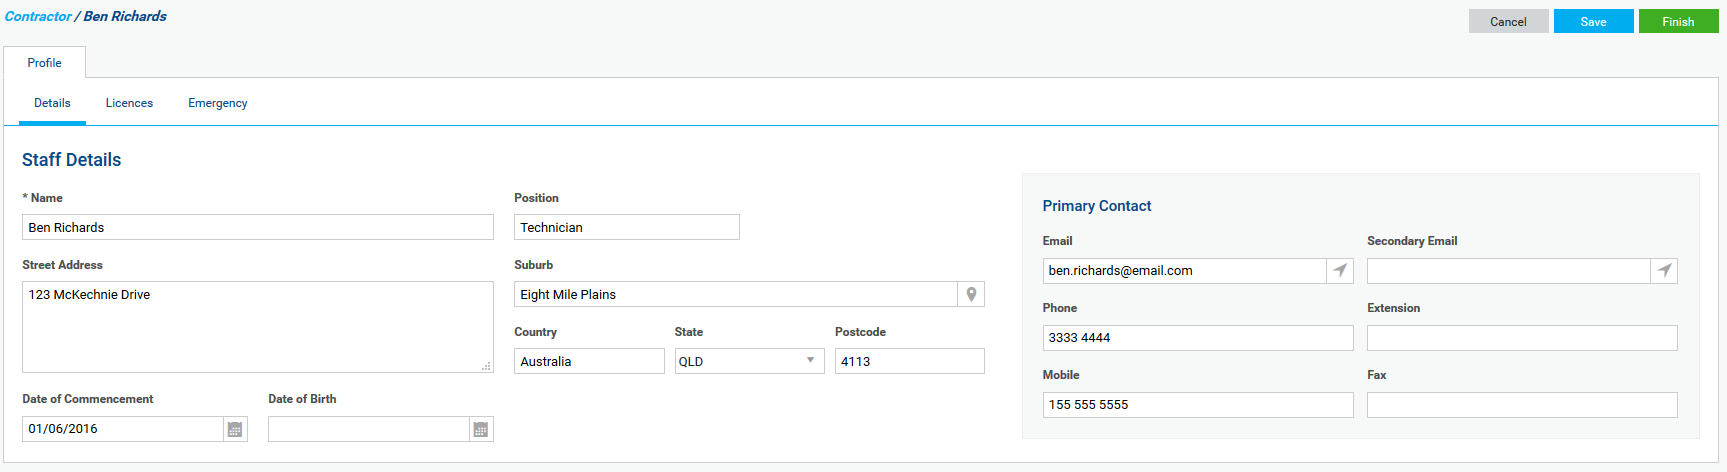 Contractor / Ben Richards
Cancel Save Finish
Profile
Details Licences Emergency
Staff Details
* Name Position
Ben Richards Technician
Street Address Suburb
123 McKechnie Drive Eight Mile Plains
Country State Postcode
Australia QLD 4113
Date of Commencement Date of Birth
01/06/2016
Primary Contact
Email Secondary Email
ben.richards@email.com
Phone Extension
3333 4444
Mobile Fax
155 555 5555